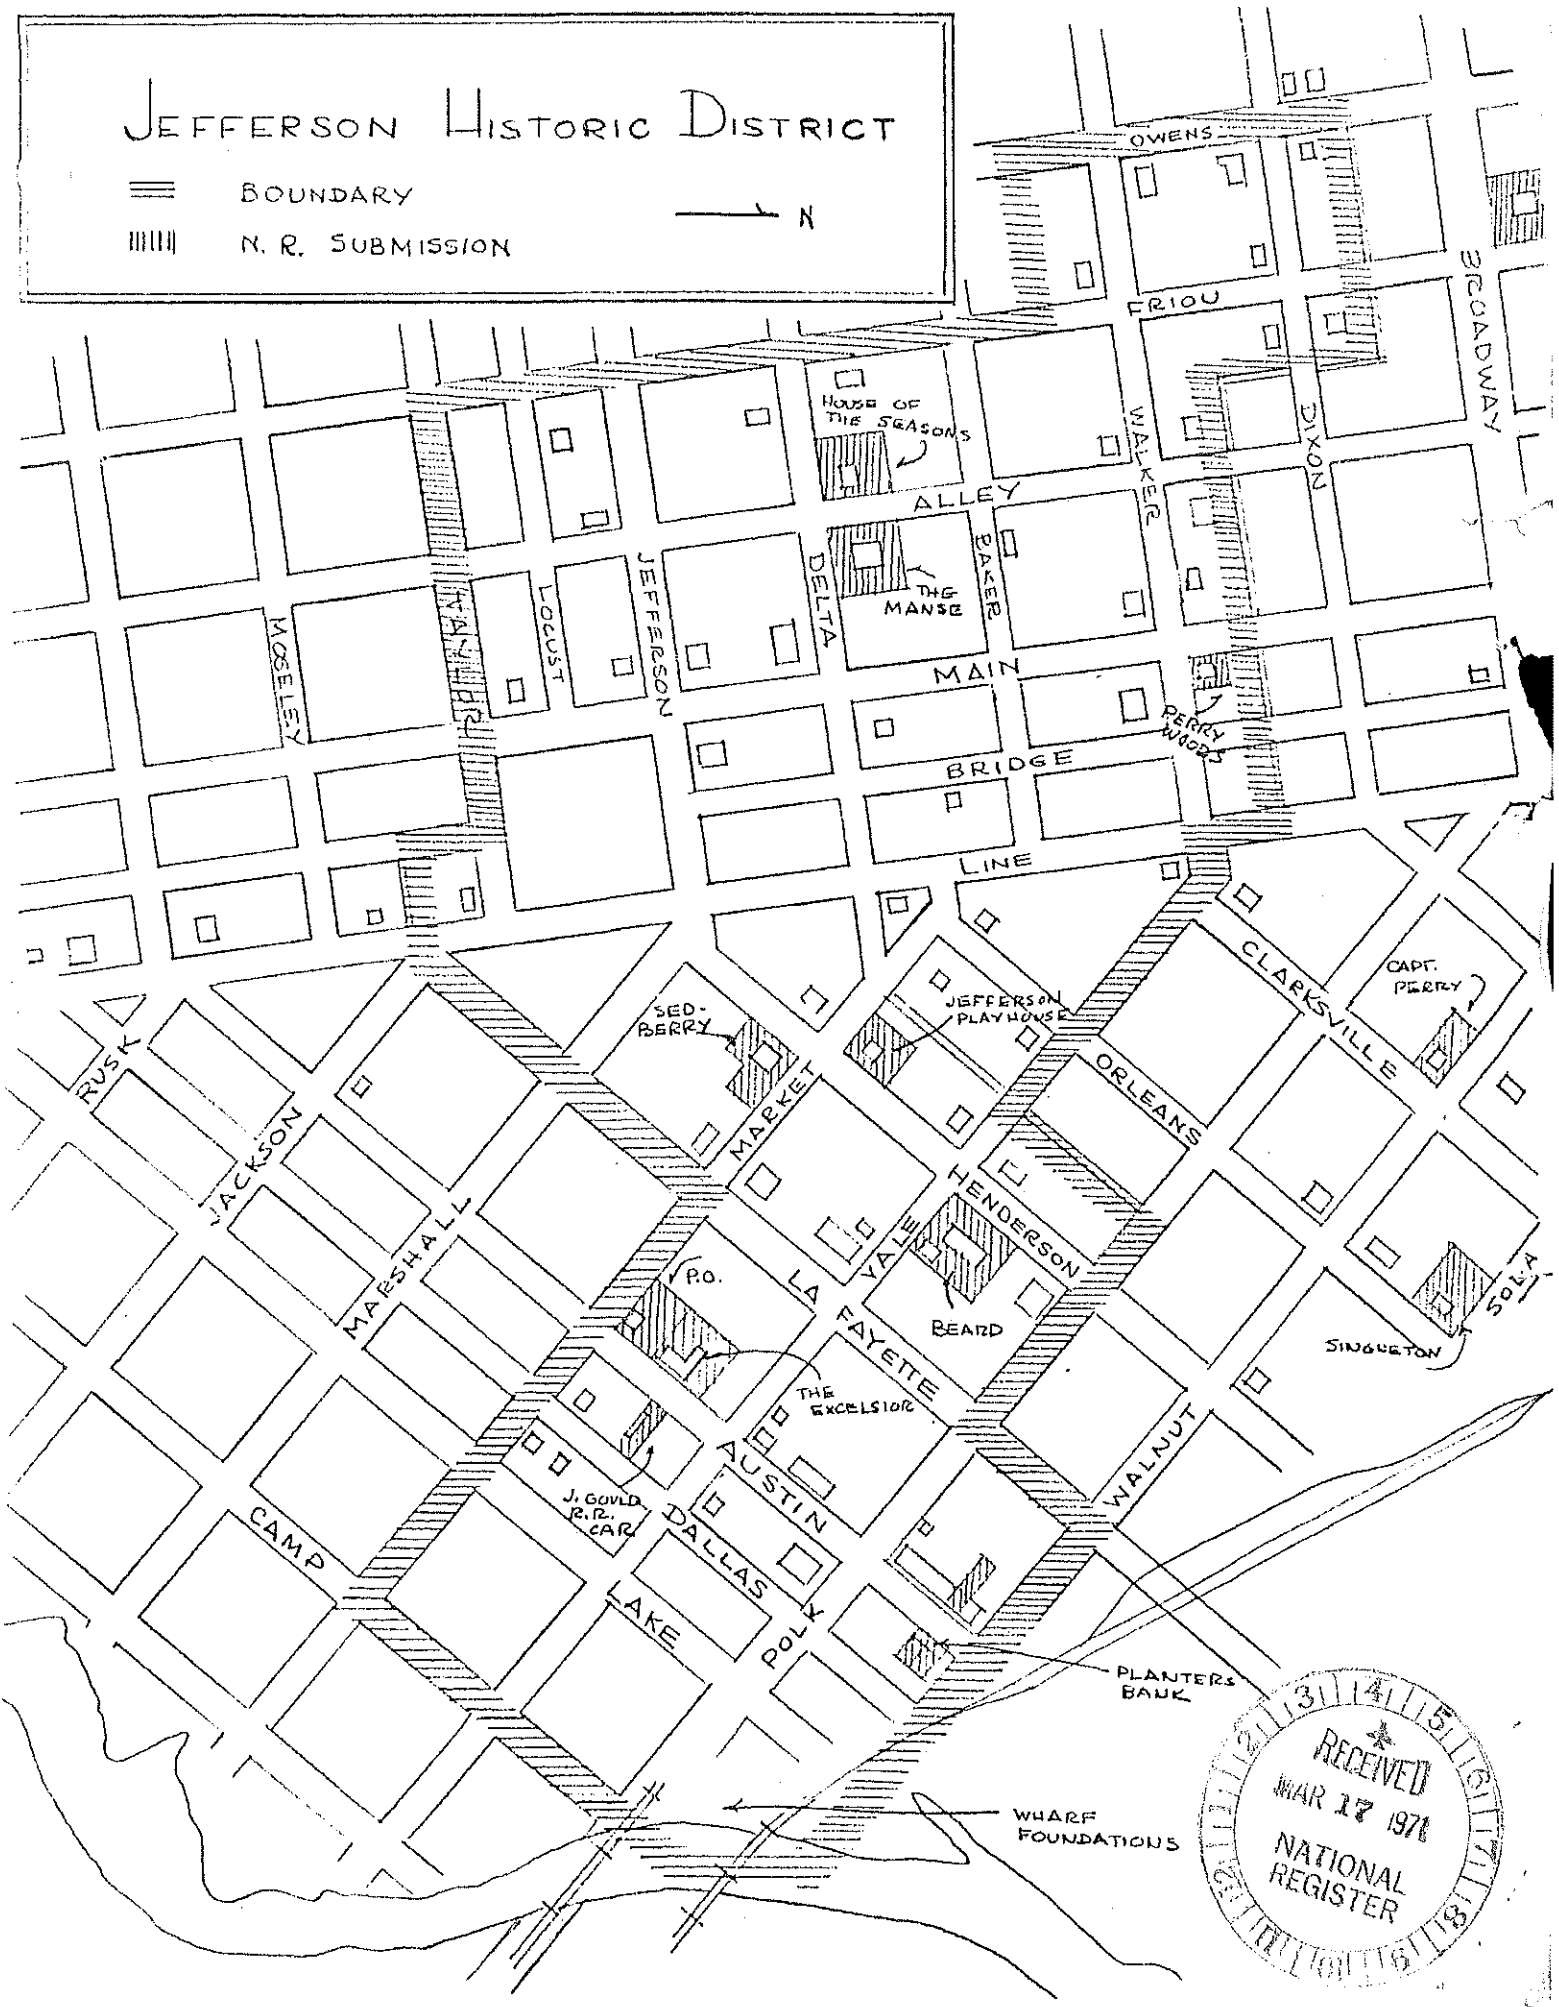 JEFFERSON HISTORIC DISTRICT
BOUNDARY
N
N. R. SUBMISSION
OWENS
BROADWAY
FRIOU
HOUSE OF
THE SEASONS
WALKER
DIXON
ALLEY
BAKER
DELTA
JEFFERSON
LOCUST
MOSELEY
THE
MANSE
MAIN
PERRY
WOODS
BRIDGE
LINE
CLARKSVILLE
CAPT.
PERRY
SED-
BERRY
JEFFERSON
PLAYHOUSE
RUSK
MARKET
ORLEANS
JACKSON
HENDERSON
MARSHALL
VALE
P.O.
LA FAYETTE
BEARD
SODA
SINGLETON
THE
EXCELSIOR
AUSTIN
WALNUT
J. GOULD
R.R.
CAR
DALLAS
CAMP
LAKE
POLK
PLANTERS
BANK
WHARF
FOUNDATIONS
RECEIVED
MAR 17 1971
NATIONAL
REGISTER